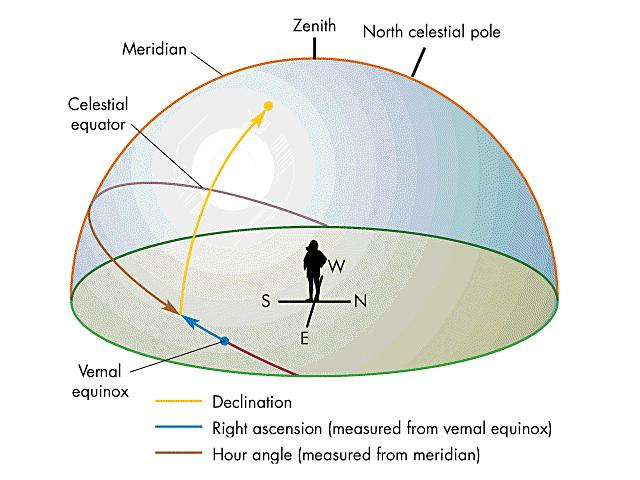 Zenith
North celestial pole
Meridian
Celestial
equator
W
S
N
E
Vernal
equinox
Declination
Right ascension (measured from vernal equinox)
Hour angle (measured from meridian)